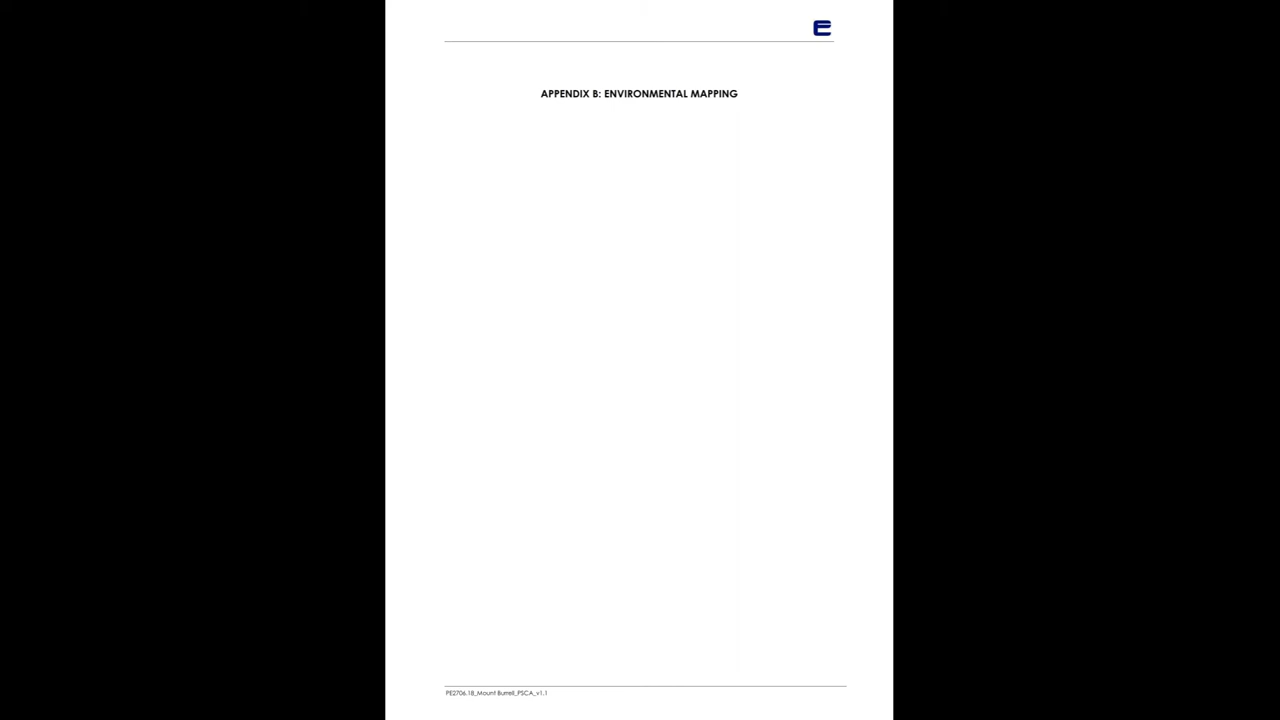 E
APPENDIX B: ENVIRONMENTAL MAPPING
PE2706.18_Mount Burrell_PSCA_v1.1